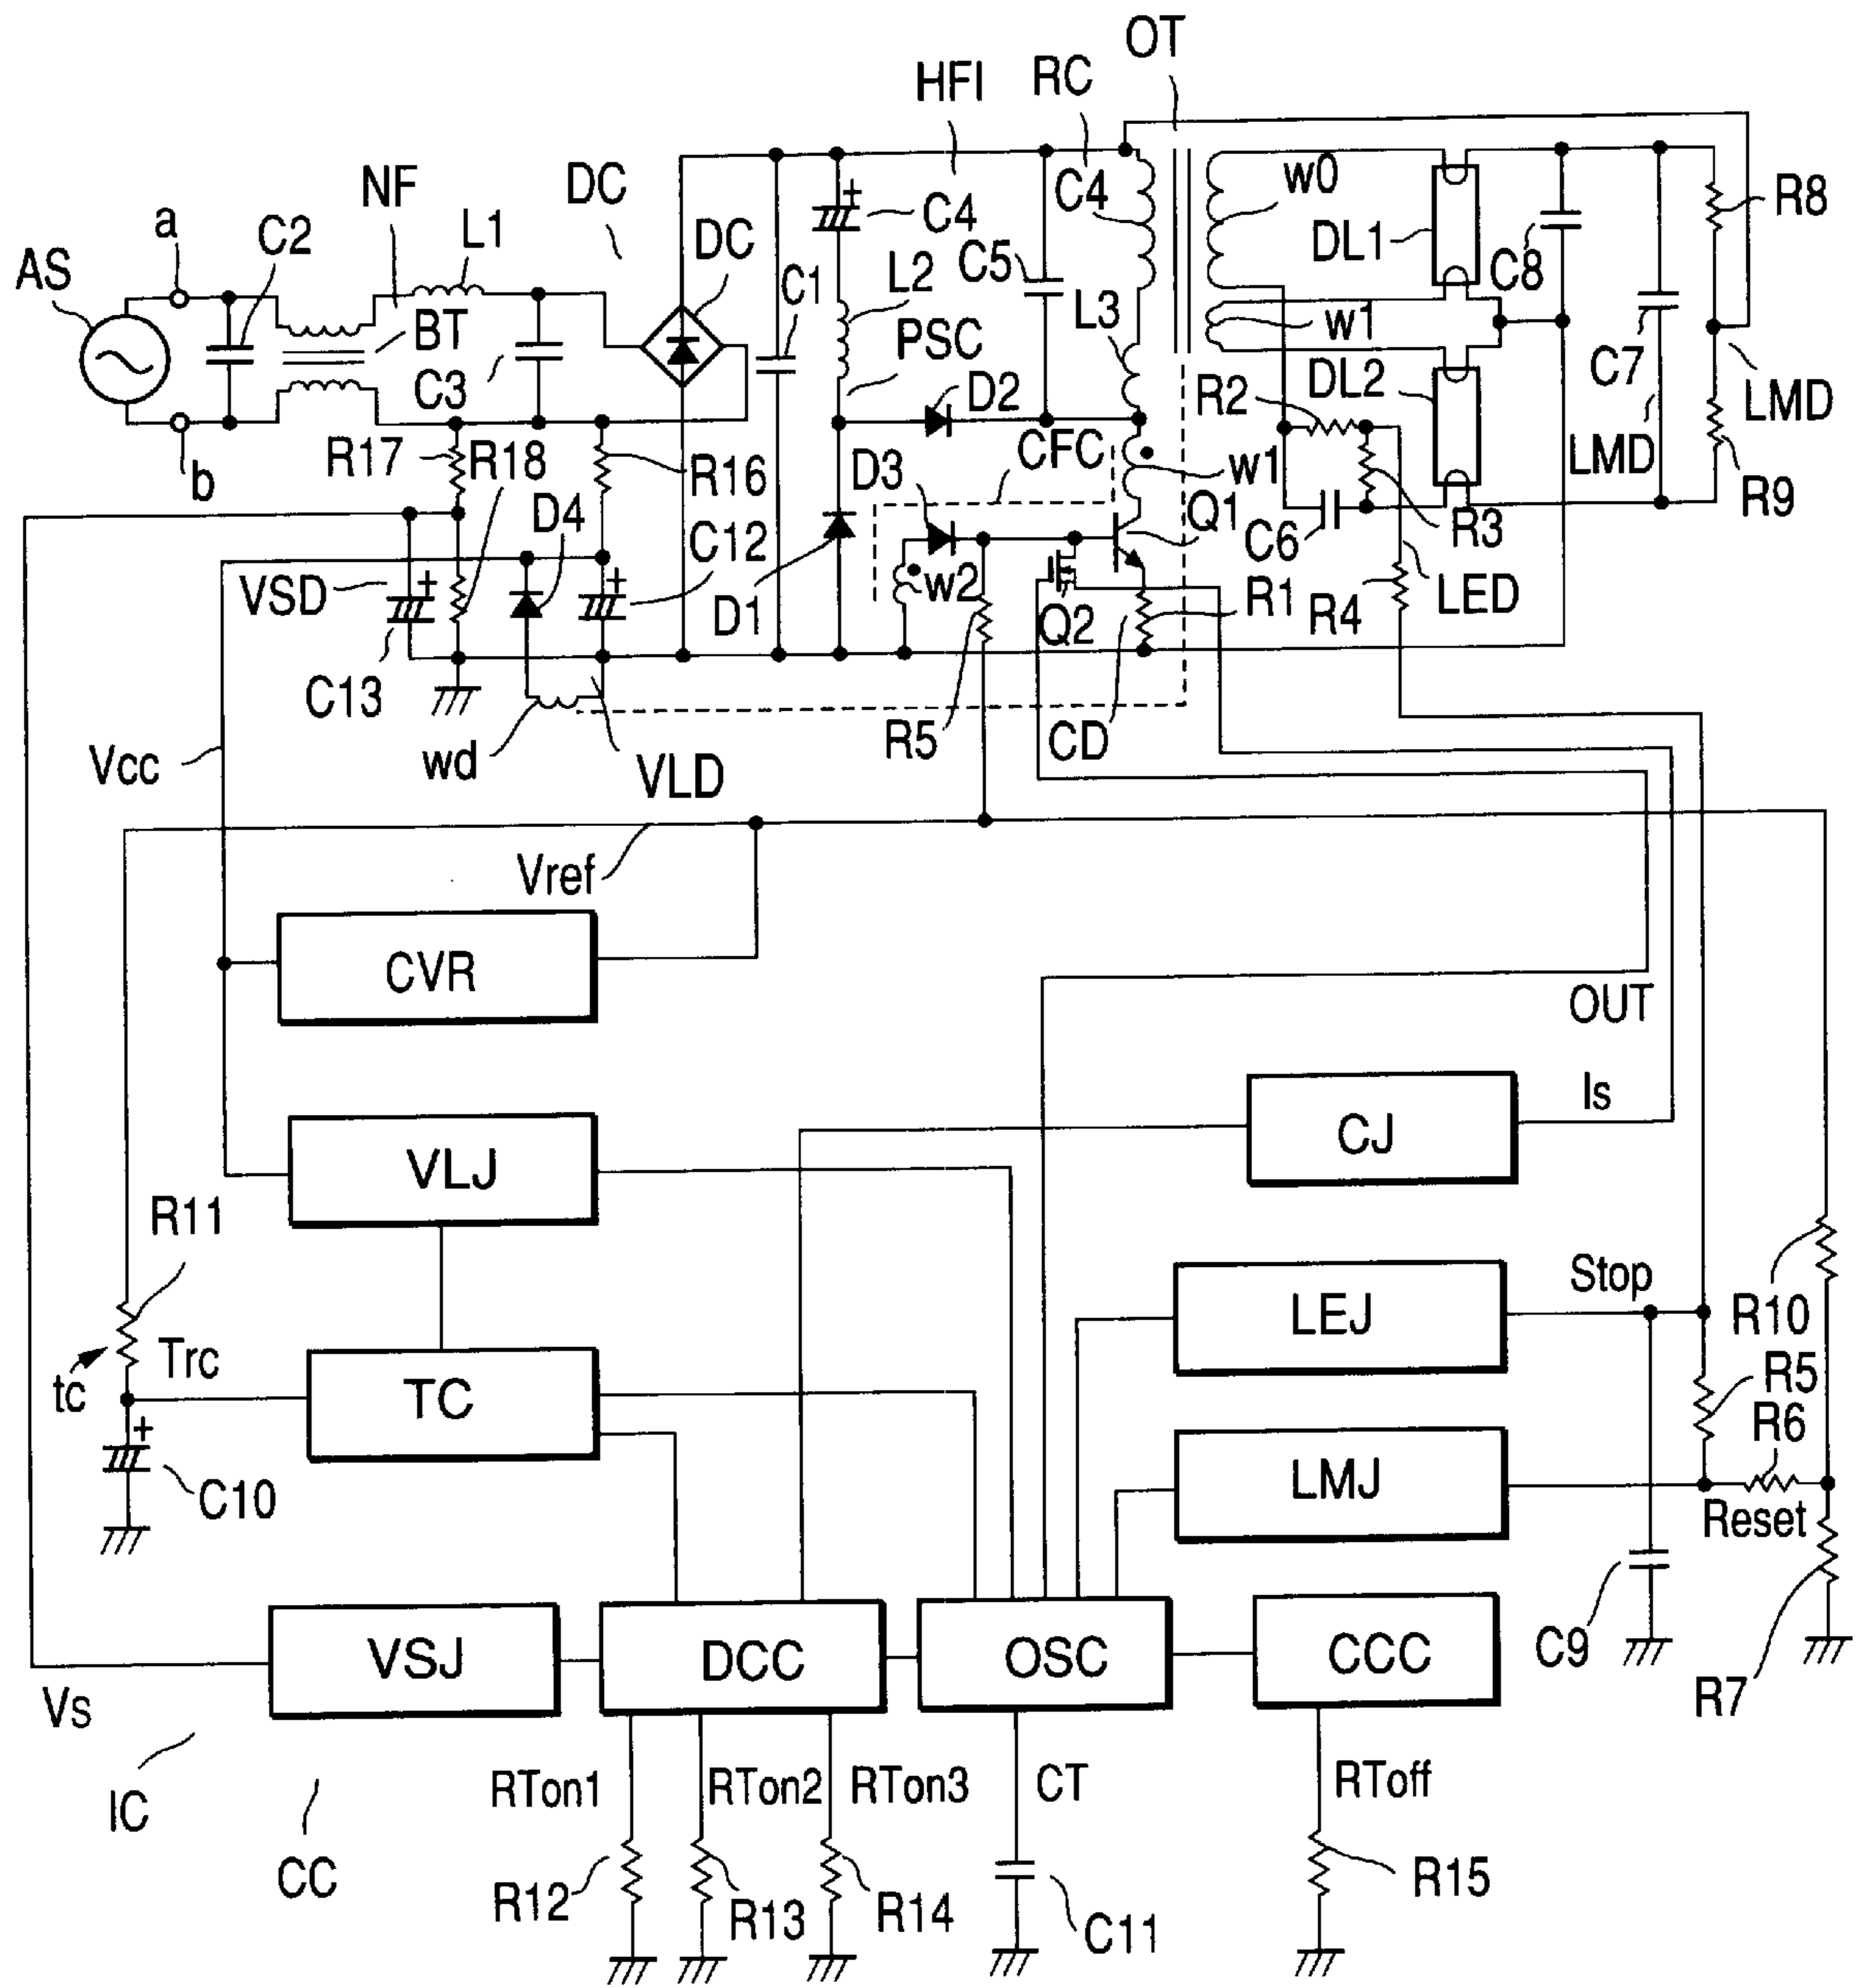 OT
HFI
RC
NF
DC
a
C2
L1
AS
DC
C4
C4
w0
R8
DL1
C8
L2
C5
C1
BT
PSC
L3
w1
C3
DL2
C7
LMD
D2
R2
LMD
b
R17
R18
R16
D3
CFC
w1
R9
D4
C12
Q1
C6
R3
VSD
D1
w2
R1
LED
Q2
R4
C13
wd
VLD
R5
CD
Vcc
Vref
CVR
OUT
Is
CJ
VLJ
R11
Stop
LEJ
R10
tc
Trc
TC
R5
R6
LMJ
C10
Reset
VSJ
DCC
OSC
CCC
C9
R7
Vs
IC
CC
RTon1
RTon2
RTon3
CT
RToff
R12
R13
R14
C11
R15